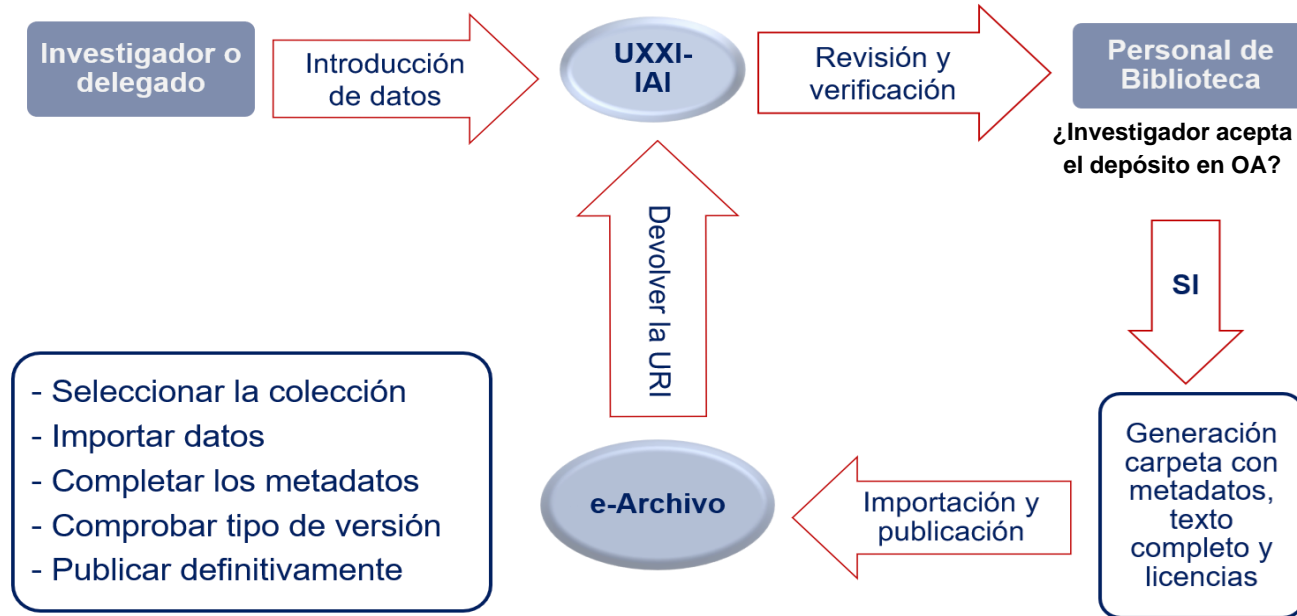 Investigador o
delegado
Introducción
de datos
UXXI-
IAI
Revisión y
verificación
Personal de
Biblioteca
¿Investigador acepta
el depósito en OA?
SI
Generación
carpeta con
metadatos,
texto
completo y
licencias
Importación y
publicación
e-Archivo
Devolver la URI
- Seleccionar la colección
- Importar datos
- Completar los metadatos
- Comprobar tipo de versión
- Publicar definitivamente